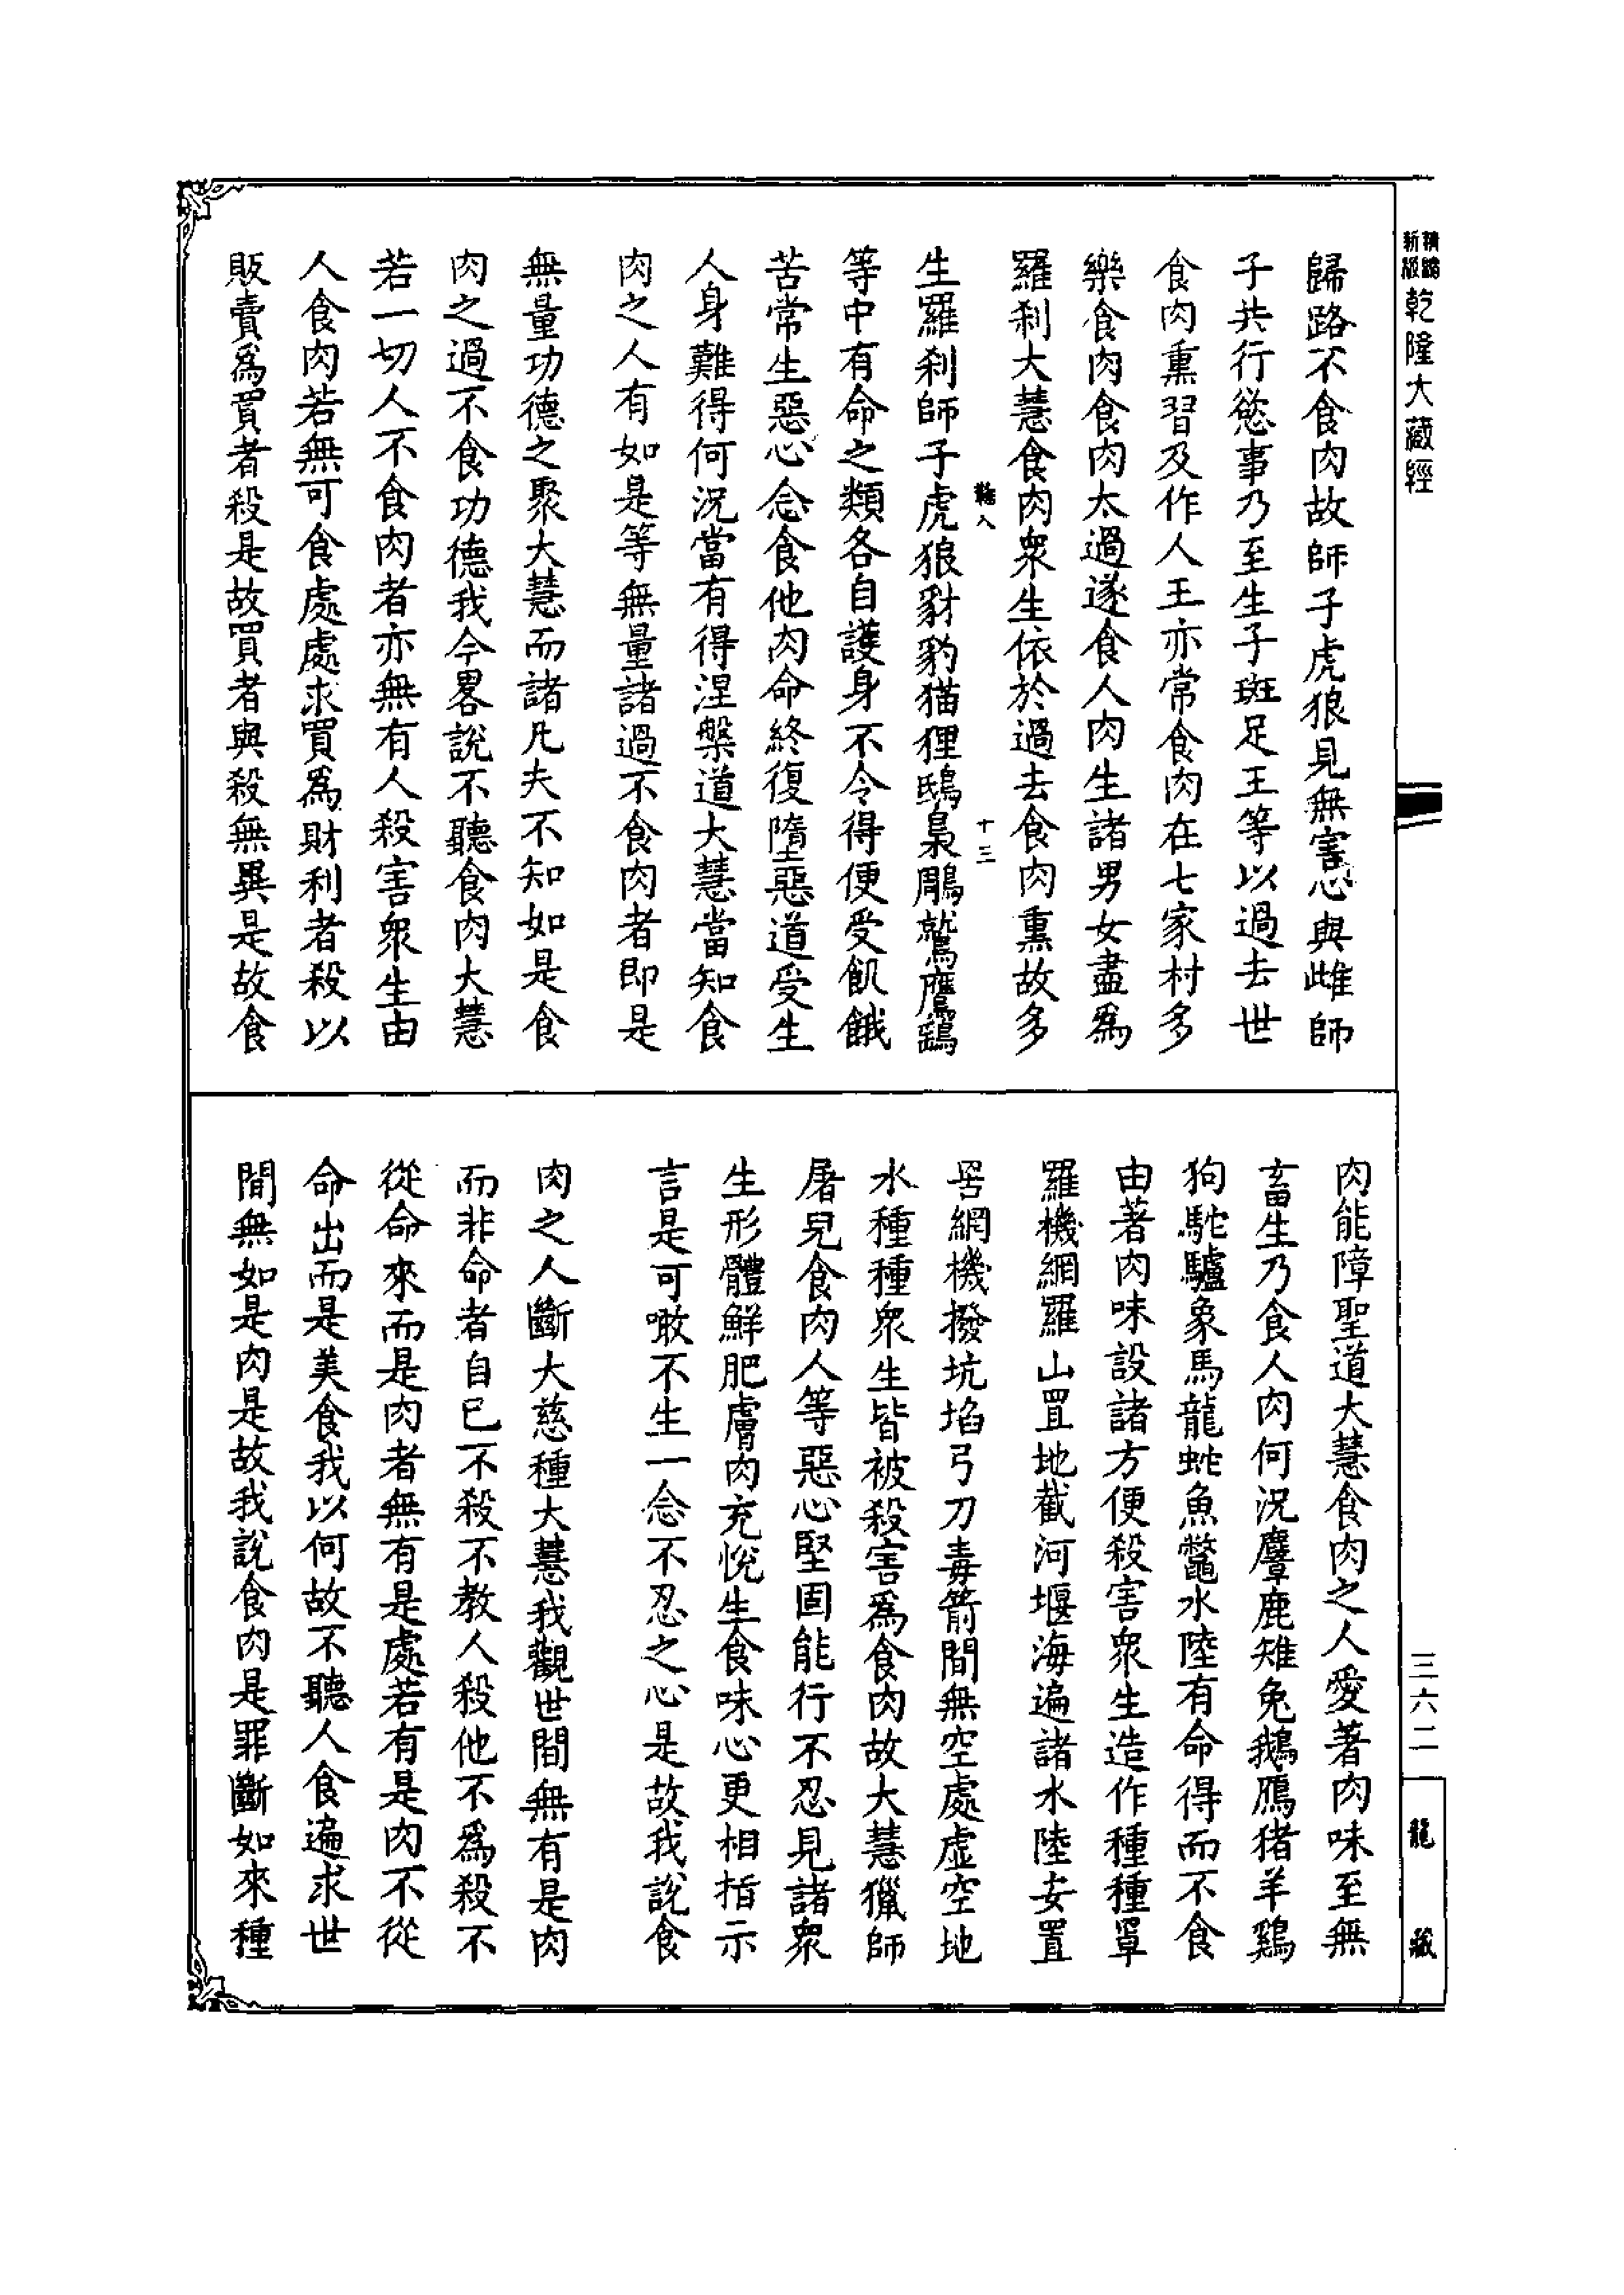 精編
新版
乾隆大藏經
歸路不食肉故師子虎狼見無害心與雌師
子共行慾事乃至生子斑足王等以過去世
食肉熏習及作人王亦常食肉在七家村多
樂食肉食肉太過遂食人肉生諸男女盡爲
羅刹大慧食肉衆生依於過去食肉熏故多
十三
生羅刹師子虎狼豺豹猫狸鴟梟鵰鷲鷹鷂
等中有命之類各自護身不令得便受飢餓
苦常生惡心念食他肉命終復墮惡道受生
人身難得何況當有得涅槃道大慧當知食
肉之人有如是等無量諸過不食肉者即是
無量功德之聚大慧而諸凡夫不知如是食
肉之過不食功德我今畧說不聽食肉大慧
若一切人不食肉者亦無有人殺害衆生由
人食肉若無可食處處求買爲財利者殺以
販賣爲買者殺是故買者與殺無異是故食
肉能障聖道大慧食肉之人愛著肉味至無
畜生乃食人肉何況麞鹿雉兔鵝鴈猪羊鷄
狗駝驢象馬龍蛇魚鼈水陸有命得而不食
由著肉味設諸方便殺害衆生造作種種罩
羅機網羅山罝地截河堰海遍諸水陸安置
罟網機撥坑埳弓刀毒箭間無空處虛空地
水種種衆生皆被殺害爲食肉故大慧獵師
屠兒食肉人等惡心堅固能行不忍見諸衆
生形體鮮肥膚肉充悅生食味心更相指示
言是可噉不生一念不忍之心是故我說食
肉之人斷大慈種大慧我觀世間無有是肉
而非命者自己不殺不教人殺他不爲殺不
從命來而是肉者無有是處若有是肉不從
命出而是美食我以何故不聽人食遍求世
間無如是肉是故我說食肉是罪斷如來種
三六二
龍藏